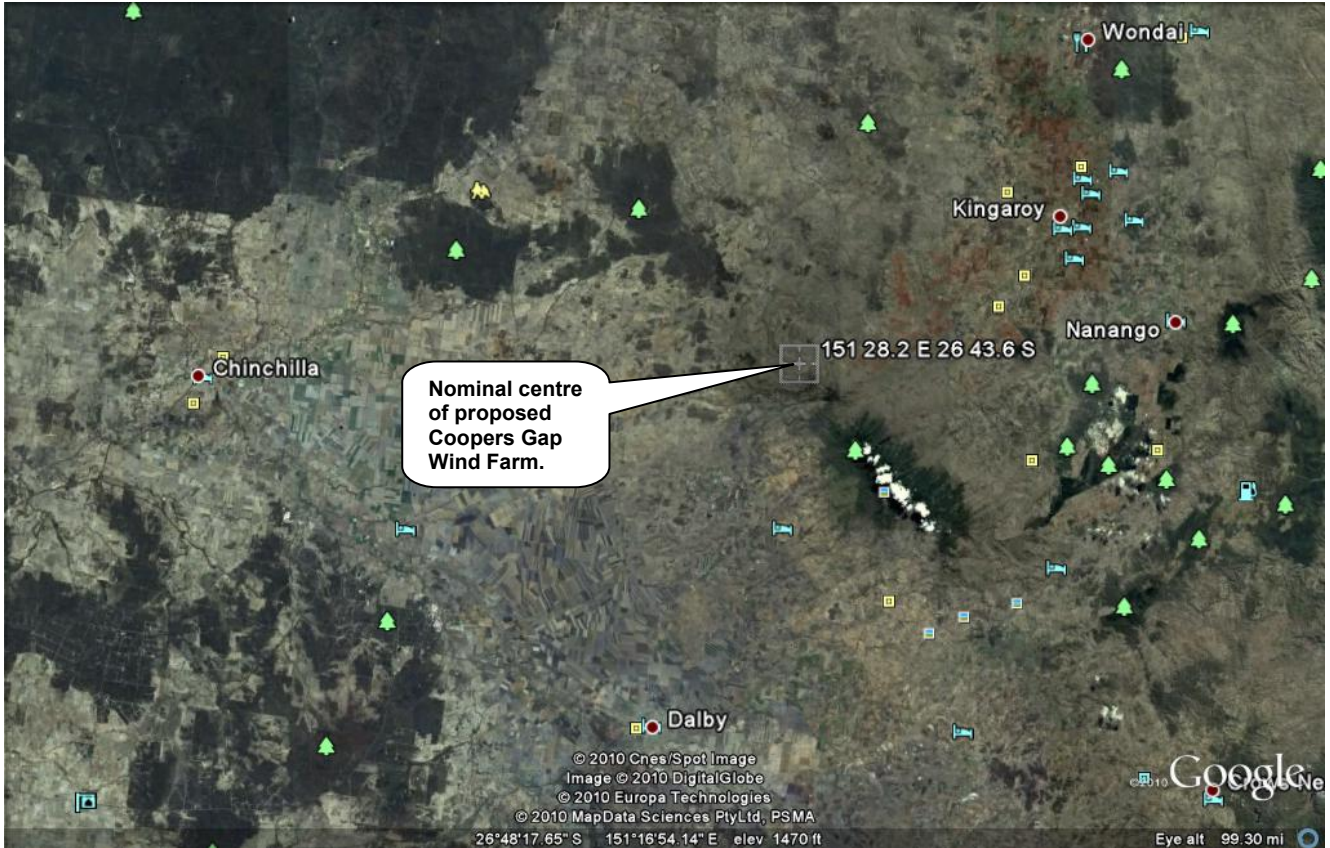 Wondai
Kingaroy
Nanango
151 28.2 E 26 43.6 S
Chinchilla
Nominal centre
of proposed
Coopers Gap
Wind Farm.
Dalby
© 2010 Cnes/Spot Image
Image © 2010 DigitalGlobe
© 2010 Europa Technologies
© 2010 MapData Sciences PtyLtd, PSMA
©2010 Google
26°48'17.65" S 151°16'54.14" E elev 1470 ft
Eye alt 99.30 mi